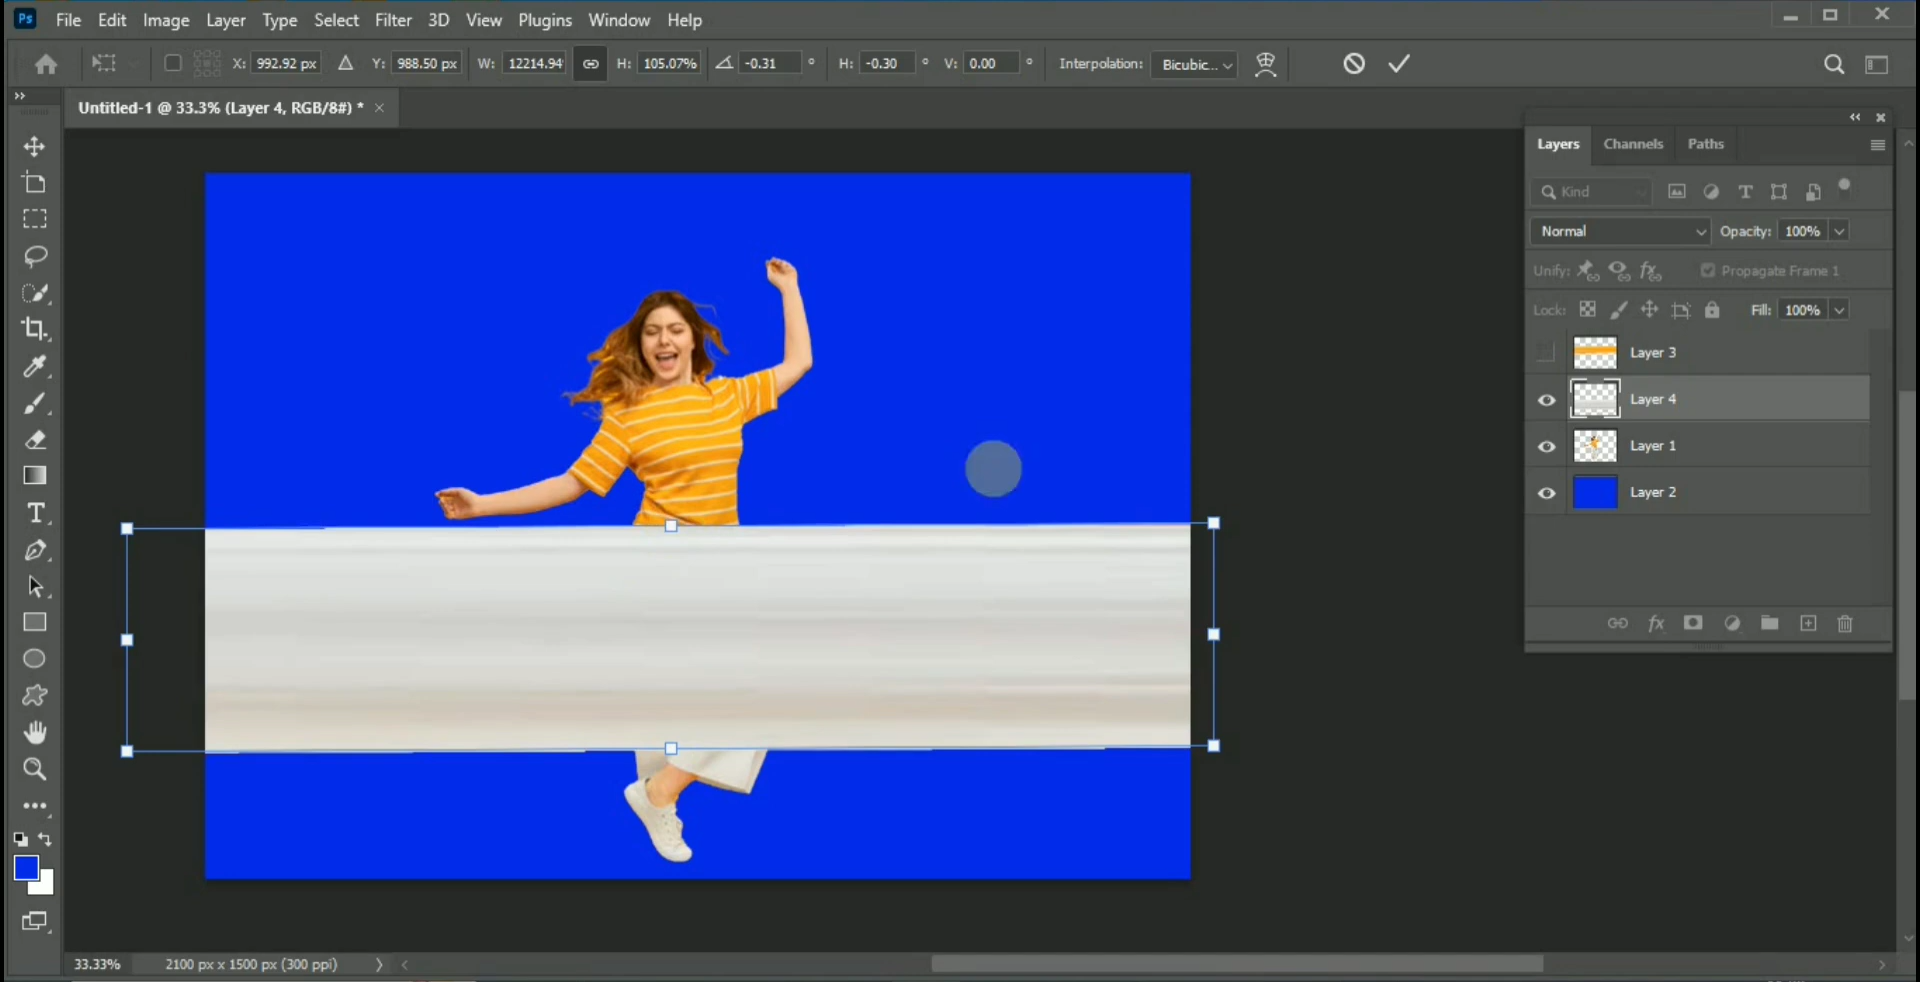 Ps File Edit Image Layer Type Select Filter 3D View Plugins Window Help
X: 992.92 px Y: 988.50 px W: 12214.94 H: 105.07% -0.31 ° H: -0.30 ° V: 0.00 ° Interpolation: Bicubic...
Untitled-1 @ 33.3% (Layer 4, RGB/8#) * ×
Layers Channels Paths
Kind
Normal Opacity: 100%
Unify: Propagate Frame 1
Lock: Fill: 100%
Layer 3
Layer 4
Layer 1
Layer 2
33.33% 2100 px x 1500 px (300 ppi)